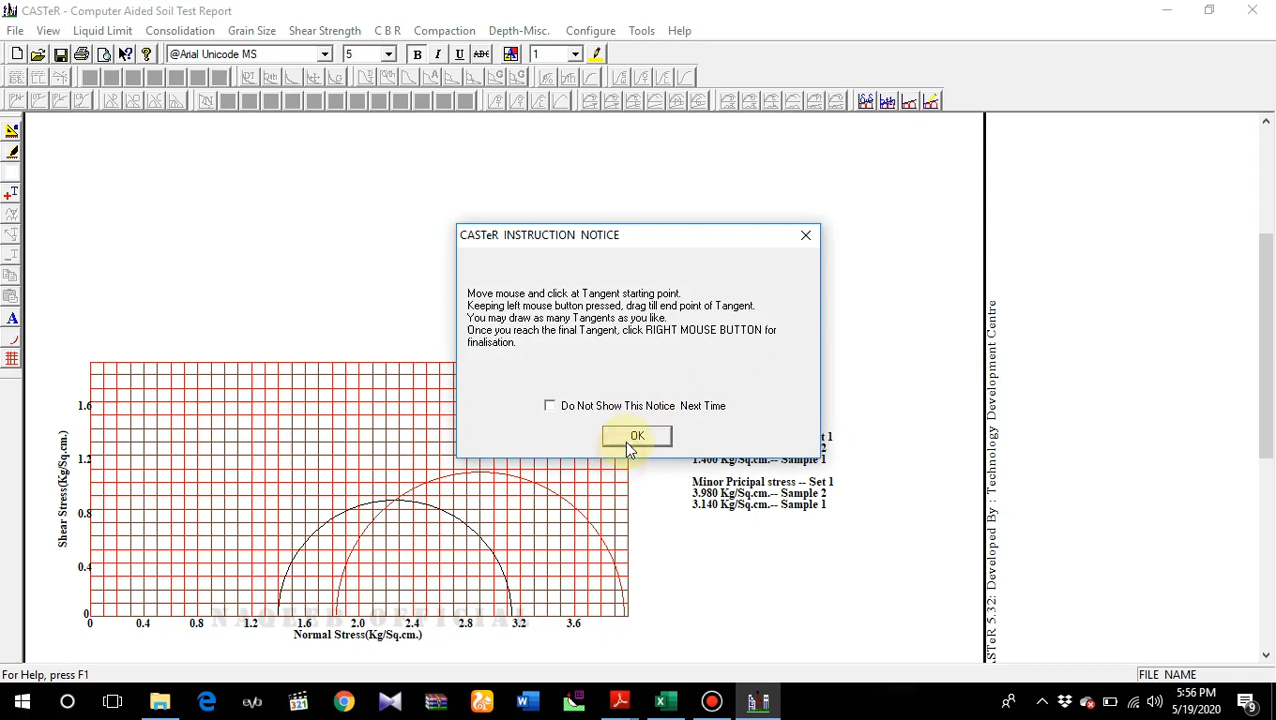 CASTeR - Computer Aided Soil Test Report
File View Liquid Limit Consolidation Grain Size Shear Strength C B R Compaction Depth-Misc. Configure Tools Help
@Arial Unicode MS 5 B I U ABC 1
CASTeR INSTRUCTION NOTICE
Move mouse and click at Tangent starting point.
Keeping left mouse button pressed, drag till end point of Tangent.
You may draw as many Tangents as you like.
Once you reach the final Tangent, click RIGHT MOUSE BUTTON for
finalisation.
Do Not Show This Notice Next Time
OK
1.6
1.2
0.8
0.4
0
Shear Stress(Kg/Sq.cm.)
0 0.4 0.8 1.2 1.6 2.0 2.4 2.8 3.2 3.6
Normal Stress(Kg/Sq.cm.)
NAQEEB OFFICIAL
t 1
2
1.400 Kg/Sq.cm.-- Sample 1
Minor Pricipal stress -- Set 1
3.980 Kg/Sq.cm.-- Sample 2
3.140 Kg/Sq.cm.-- Sample 1
STeR 5.32: Developed By : Technology Development Centre
For Help, press F1
FILE NAME
5:56 PM
5/19/2020